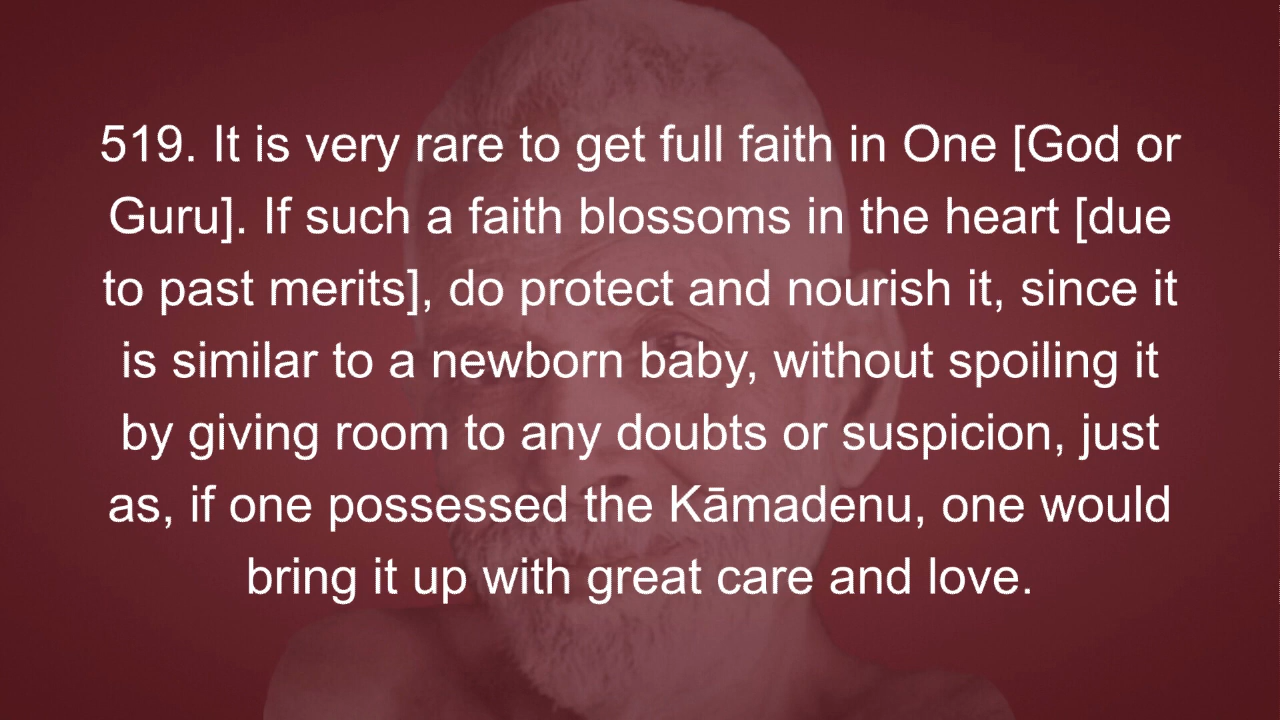 519. It is very rare to get full faith in One [God or
Guru]. If such a faith blossoms in the heart [due
to past merits], do protect and nourish it, since it
is similar to a newborn baby, without spoiling it
by giving room to any doubts or suspicion, just
as, if one possessed the Kāmadenu, one would
bring it up with great care and love.